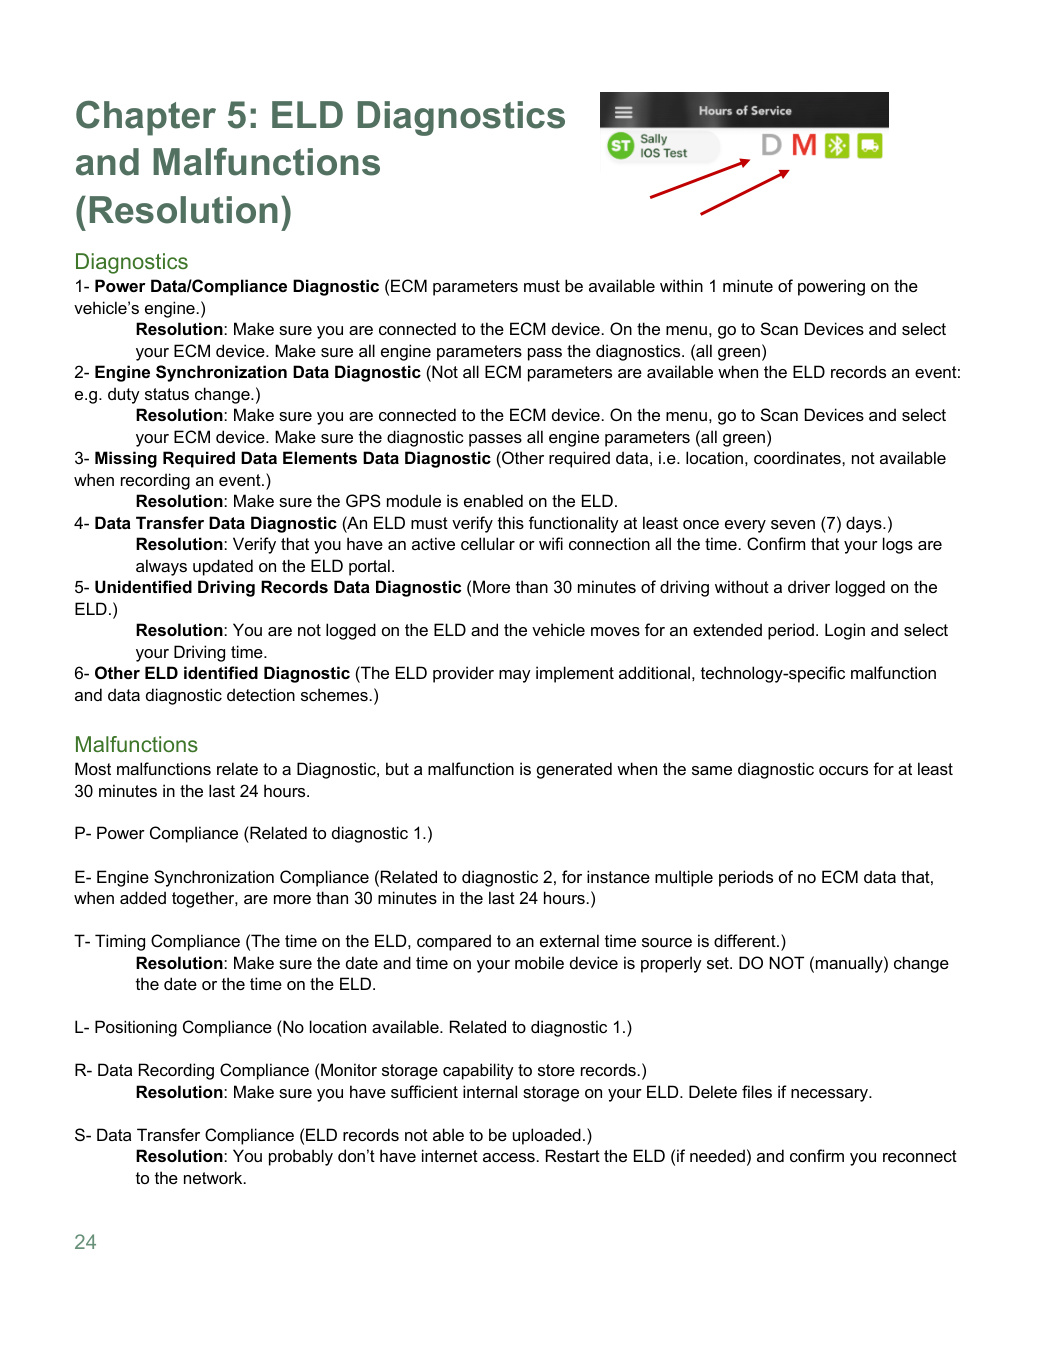 Chapter 5: ELD Diagnostics
and Malfunctions
(Resolution)
Hours of Service
ST
Sally
IOS Test
D M
Diagnostics
1- Power Data/Compliance Diagnostic (ECM parameters must be available within 1 minute of powering on the
vehicle’s engine.)
Resolution: Make sure you are connected to the ECM device. On the menu, go to Scan Devices and select
your ECM device. Make sure all engine parameters pass the diagnostics. (all green)
2- Engine Synchronization Data Diagnostic (Not all ECM parameters are available when the ELD records an event:
e.g. duty status change.)
Resolution: Make sure you are connected to the ECM device. On the menu, go to Scan Devices and select
your ECM device. Make sure the diagnostic passes all engine parameters (all green)
3- Missing Required Data Elements Data Diagnostic (Other required data, i.e. location, coordinates, not available
when recording an event.)
Resolution: Make sure the GPS module is enabled on the ELD.
4- Data Transfer Data Diagnostic (An ELD must verify this functionality at least once every seven (7) days.)
Resolution: Verify that you have an active cellular or wifi connection all the time. Confirm that your logs are
always updated on the ELD portal.
5- Unidentified Driving Records Data Diagnostic (More than 30 minutes of driving without a driver logged on the
ELD.)
Resolution: You are not logged on the ELD and the vehicle moves for an extended period. Login and select
your Driving time.
6- Other ELD identified Diagnostic (The ELD provider may implement additional, technology-specific malfunction
and data diagnostic detection schemes.)
Malfunctions
Most malfunctions relate to a Diagnostic, but a malfunction is generated when the same diagnostic occurs for at least
30 minutes in the last 24 hours.
P- Power Compliance (Related to diagnostic 1.)
E- Engine Synchronization Compliance (Related to diagnostic 2, for instance multiple periods of no ECM data that,
when added together, are more than 30 minutes in the last 24 hours.)
T- Timing Compliance (The time on the ELD, compared to an external time source is different.)
Resolution: Make sure the date and time on your mobile device is properly set. DO NOT (manually) change
the date or the time on the ELD.
L- Positioning Compliance (No location available. Related to diagnostic 1.)
R- Data Recording Compliance (Monitor storage capability to store records.)
Resolution: Make sure you have sufficient internal storage on your ELD. Delete files if necessary.
S- Data Transfer Compliance (ELD records not able to be uploaded.)
Resolution: You probably don’t have internet access. Restart the ELD (if needed) and confirm you reconnect
to the network.
24